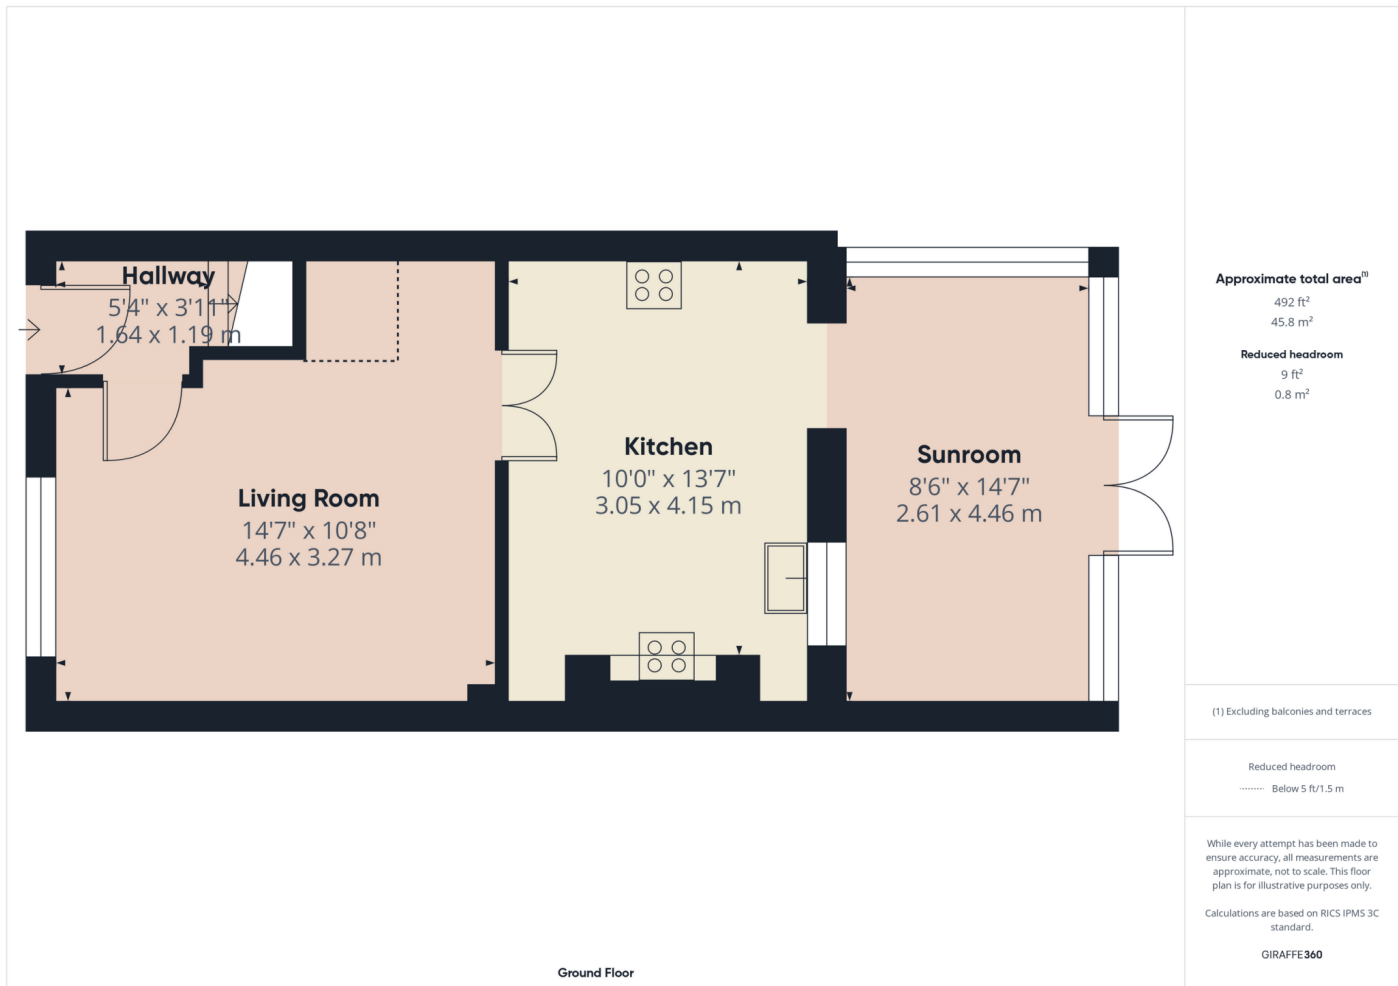 Hallway
5'4" x 3'11"
1.64 x 1.19 m
Living Room
14'7" x 10'8"
4.46 x 3.27 m
Kitchen
10'0" x 13'7"
3.05 x 4.15 m
Sunroom
8'6" x 14'7"
2.61 x 4.46 m
Ground Floor
Approximate total area(1)
492 ft²
45.8 m²
Reduced headroom
9 ft²
0.8 m²
(1) Excluding balconies and terraces
Reduced headroom
Below 5 ft/1.5 m
While every attempt has been made to
ensure accuracy, all measurements are
approximate, not to scale. This floor
plan is for illustrative purposes only.
Calculations are based on RICS IPMS 3C
standard.
GIRAFFE360